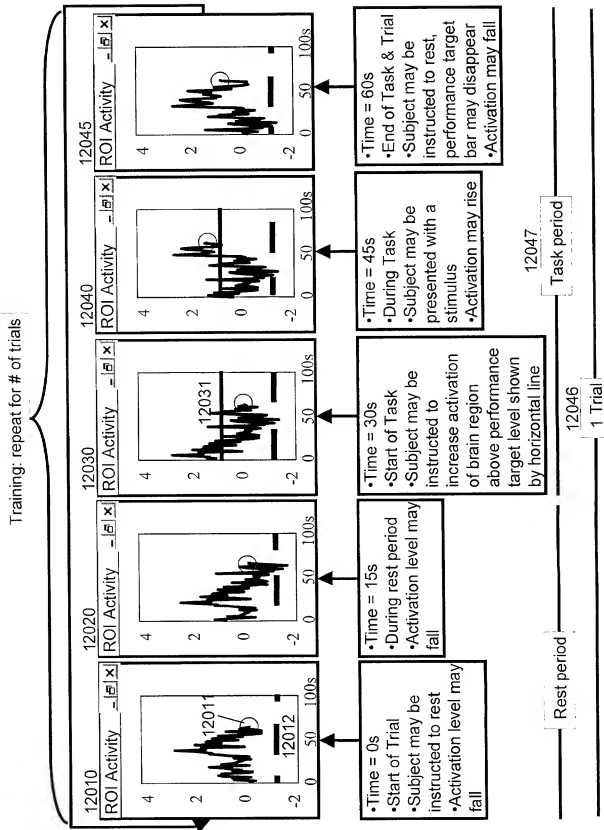 Training: repeat for # of trials
12010
ROI Activity
4
2
0
-2
0
50
100s
12011
12012
•Time = 0s
•Start of Trial
•Subject may be
instructed to rest
•Activation level may
fall
12020
ROI Activity
4
2
0
-2
0
50
100s
•Time = 15s
•During rest period
•Activation level may
fall
12030
ROI Activity
4
2
0
-2
0
50
100s
12031
•Time = 30s
•Start of Task
•Subject may be
instructed to
increase activation
of brain region
above performance
target level shown
by horizontal line
12040
ROI Activity
4
2
0
-2
0
50
100s
•Time = 45s
•During Task
•Subject may be
presented with a
stimulus
•Activation may rise
12045
ROI Activity
4
2
0
-2
0
50
100s
•Time = 60s
•End of Task & Trial
•Subject may be
instructed to rest,
performance target
bar may disappear
•Activation may fall
Rest period
12047
Task period
12046
1 Trial